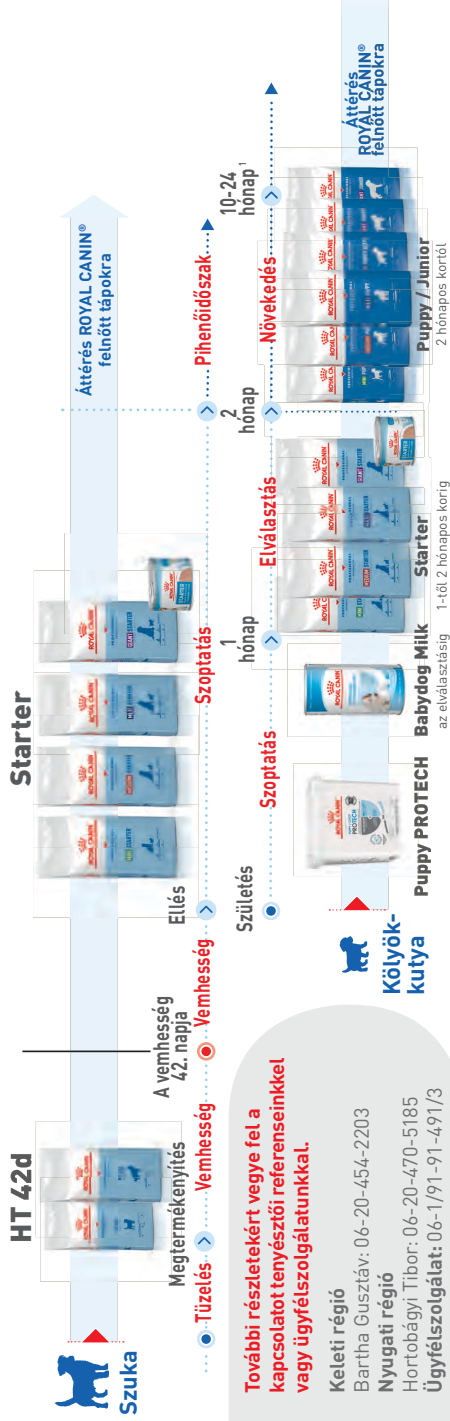 HT 42d
Starter
Áttérés ROYAL CANIN®
felnőtt tápokra
Szuka
Megtermékenyítés
A vemhesség
42. napja
Ellés
Tüzelés
Vemhesség
Vemhesség
Szoptatás
Pihenőidőszak
Születés
1
hónap
2
hónap
10-24
hónap ¹
Szoptatás
Elválasztás
Növekedés
Kölyök-
kutya
Puppy PROTECH
Babydog Milk
az elválasztásig
Starter
1-től 2 hónapos korig
Puppy / Junior
2 hónapos kortól
Áttérés
ROYAL CANIN®
felnőtt tápokra
További részletekért vegye fel a
kapcsolatot tenyésztői referenseinkkel
vagy ügyfélszolgálatunkkal.
Keleti régió
Bartha Gusztáv: 06-20-454-2203
Nyugati régió
Hortobágyi Tibor: 06-20-470-5185
Ügyfélszolgálat: 06-1/91-91-491/3